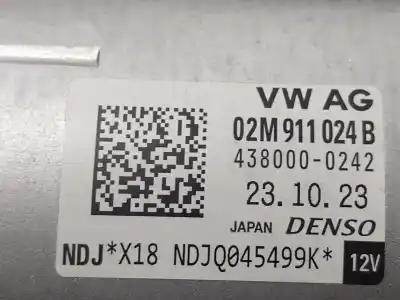 VW AG
02M 911 024 B
438000-0242
23.10.23
JAPAN DENSO
NDJ*X18 NDJQ045499K* 12V